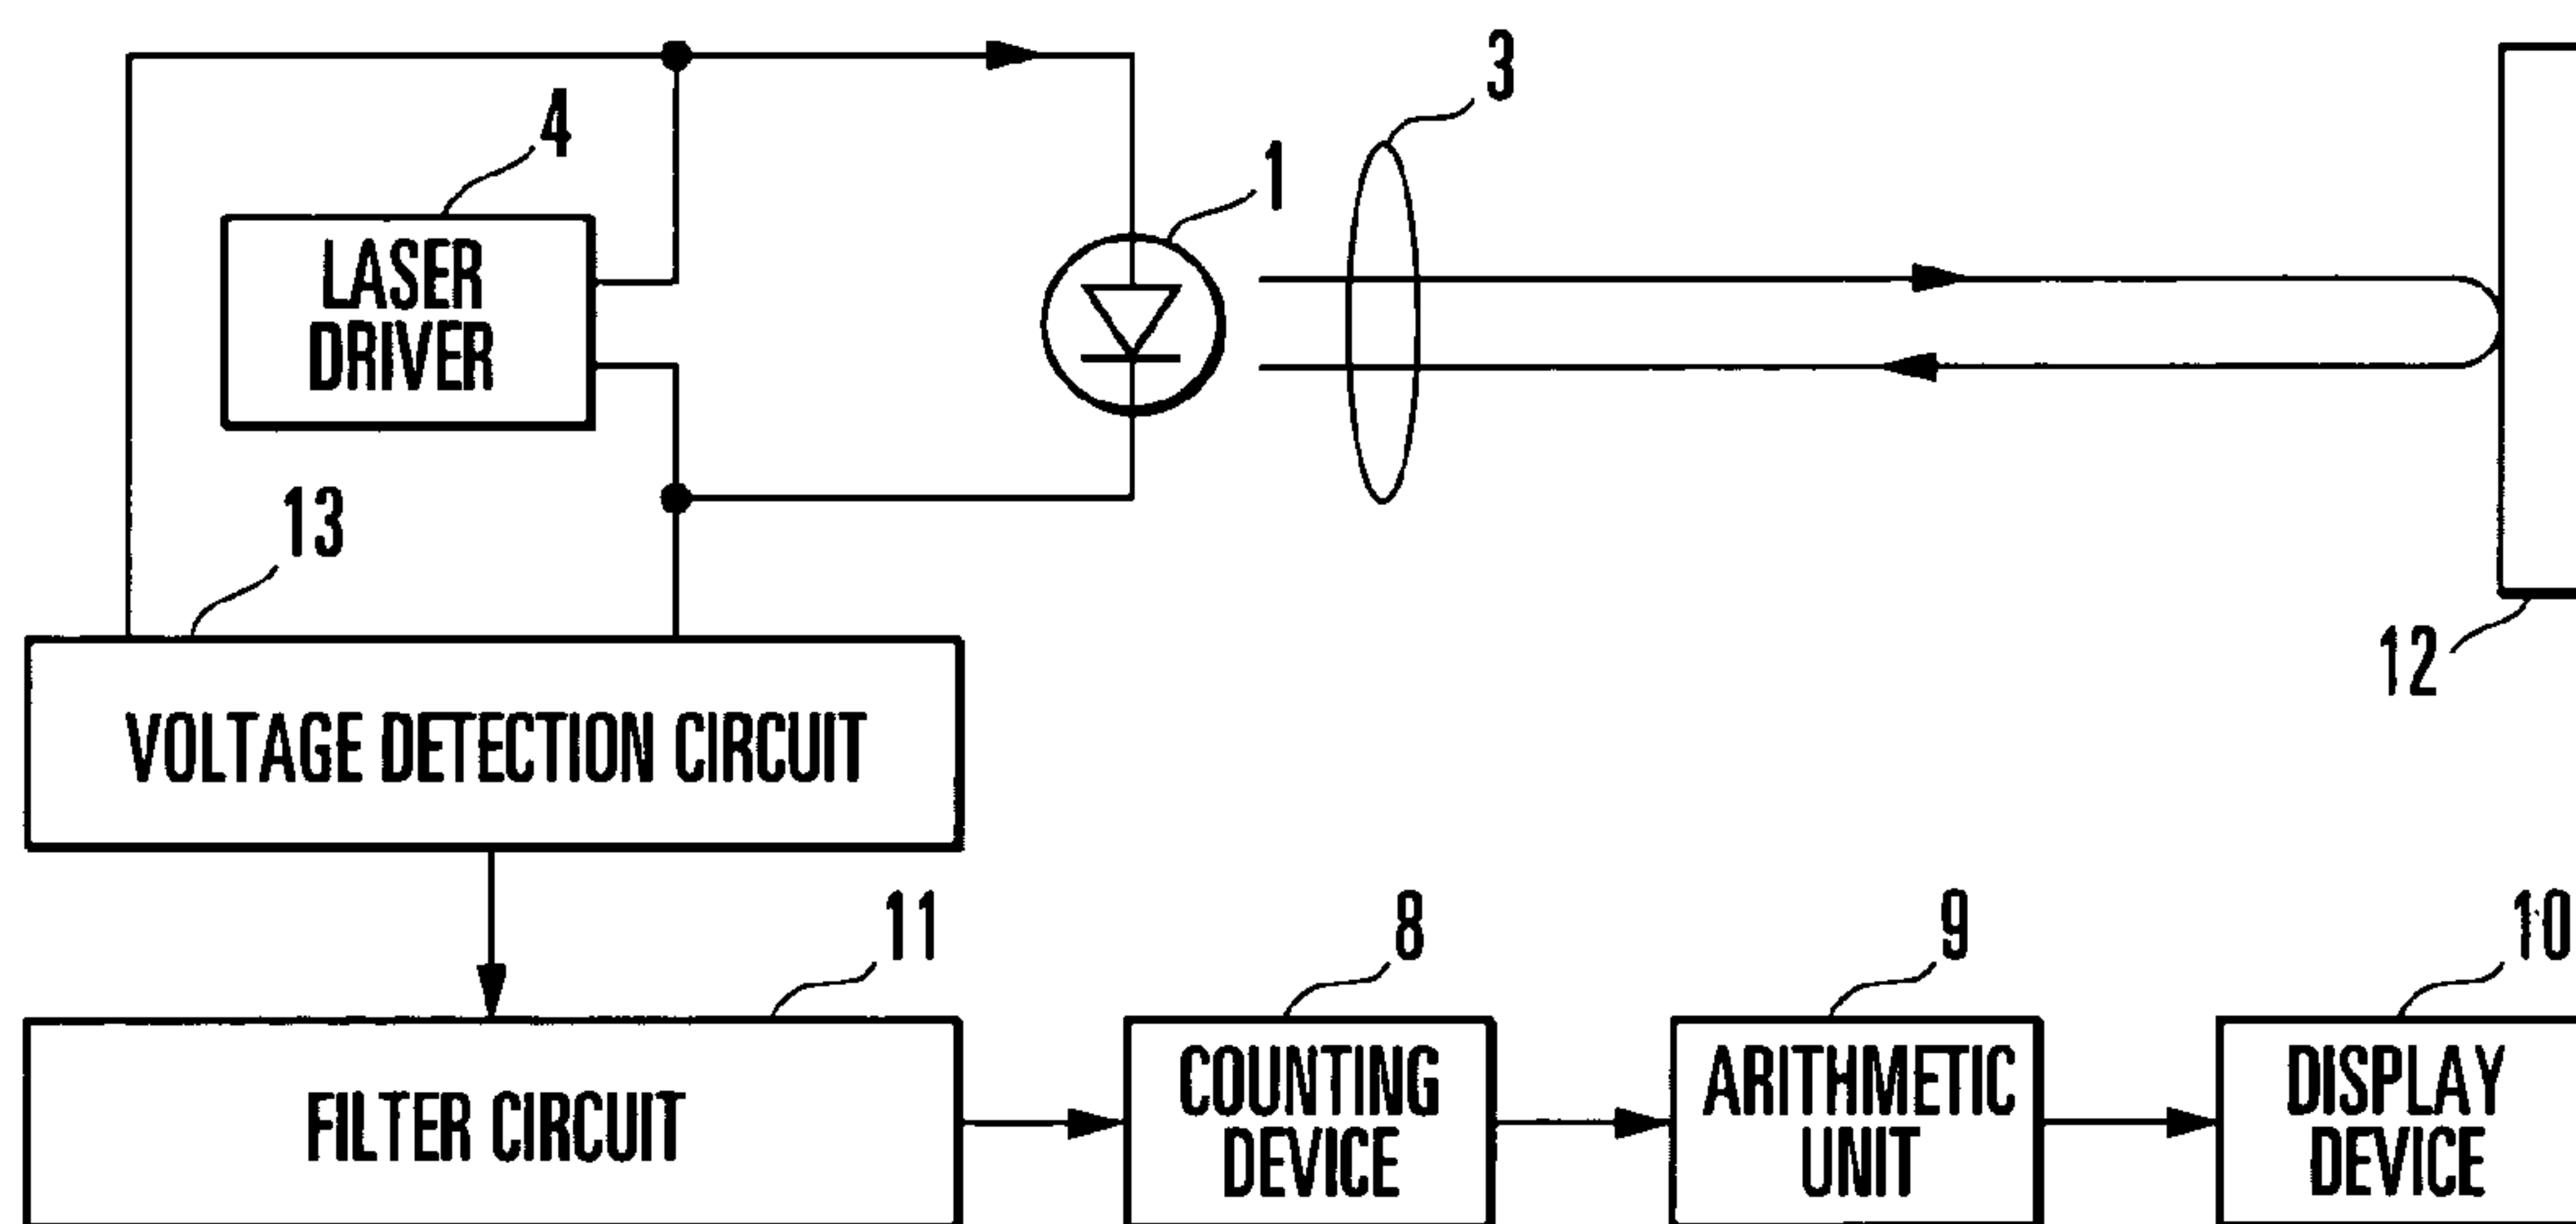 3
4
1
LASER
DRIVER
13
12
VOLTAGE DETECTION CIRCUIT
11
8
9
10
FILTER CIRCUIT
COUNTING
DEVICE
ARITHMETIC
UNIT
DISPLAY
DEVICE